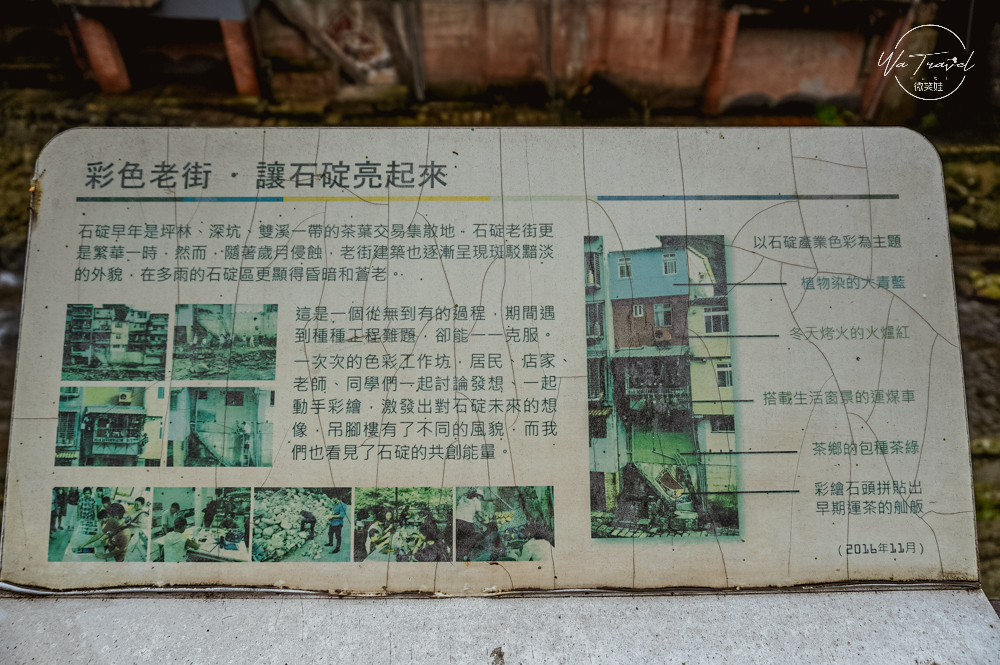 Wa Travel
微笑娃
彩色老街・讓石碇亮起來
石碇早年是坪林、深坑、雙溪一帶的茶葉交易集散地。石碇老街更
是繁華一時，然而，隨著歲月侵蝕，老街建築也逐漸呈現斑駁黯淡
的外貌，在多雨的石碇區更顯得昏暗和蒼老。
這是一個從無到有的過程，期間遇
到種種工程難題，卻能一一克服。
一次次的色彩工作坊，居民、店家、
老師、同學們一起討論發想、一起
動手彩繪，激發出對石碇未來的想
像，吊腳樓有了不同的風貌，而我
們也看見了石碇的共創能量。
以石碇產業色彩為主題
植物染的大青藍
冬天烤火的火爐紅
搭載生活窗景的運煤車
茶鄉的包種茶綠
彩繪石頭拼貼出
早期運茶的舢舨
(2016年11月)